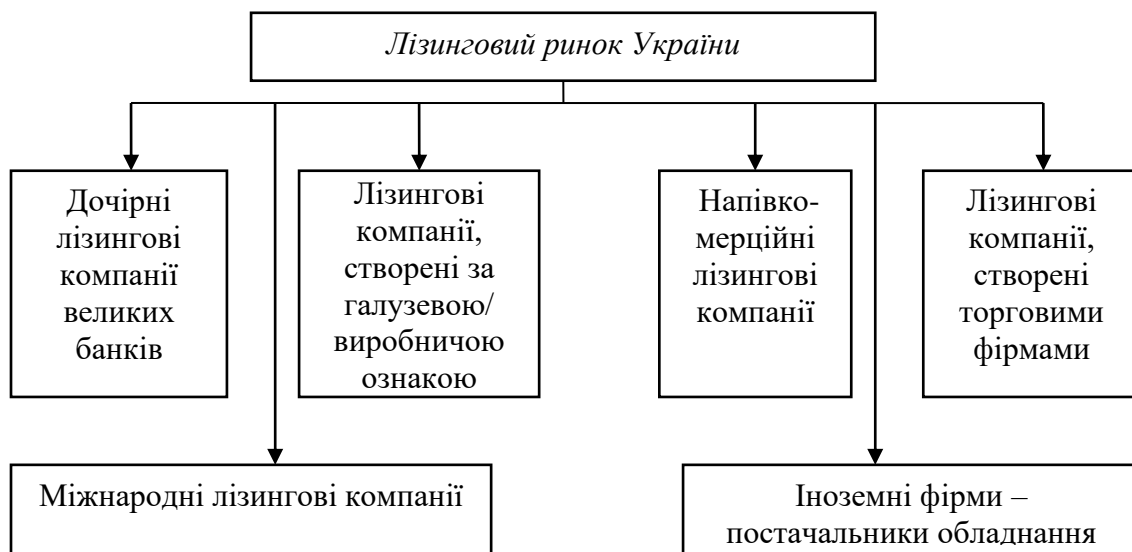 Лізинговий ринок України
Дочірні
лізингові
компанії
великих
банків
Лізингові
компанії,
створені за
галузевою/
виробничою
ознакою
Напівко-
мерційні
лізингові
компанії
Лізингові
компанії,
створені
торговими
фірмами
Міжнародні лізингові компанії
Іноземні фірми –
постачальники обладнання